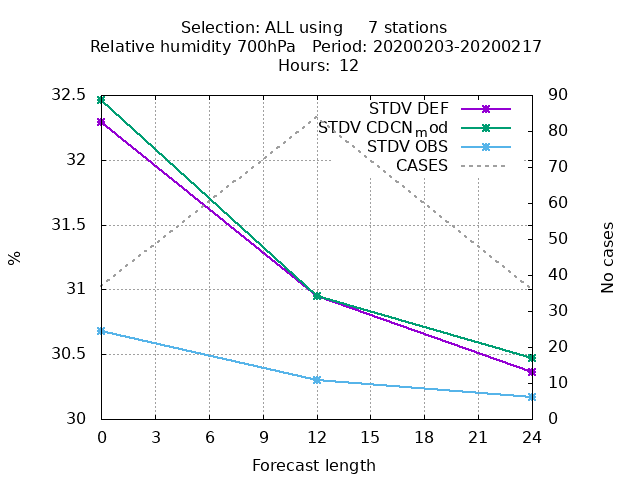 Selection: ALL using     7 stations
Relative humidity 700hPa   Period: 20200203-20200217
Hours: 12
STDV DEF
STDV CDCNmod
STDV OBS
CASES
32.5
32
31.5
31
30.5
30
%
90
80
70
60
50
40
30
20
10
0
No cases
0 3 6 9 12 15 18 21 24
Forecast length